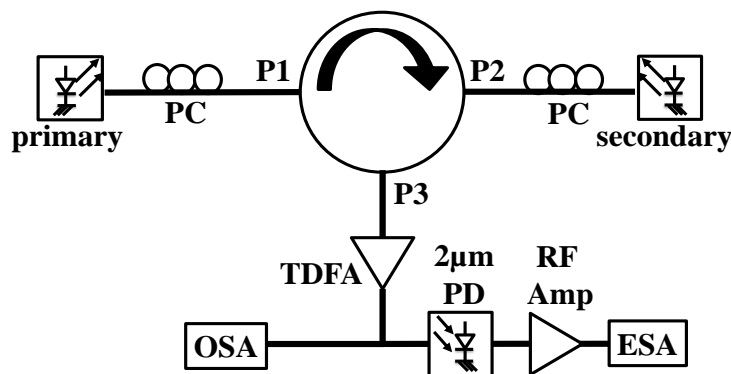 P1
P2
PC
PC
primary
secondary
P3
TDFA
2µm
PD
RF
Amp
OSA
ESA